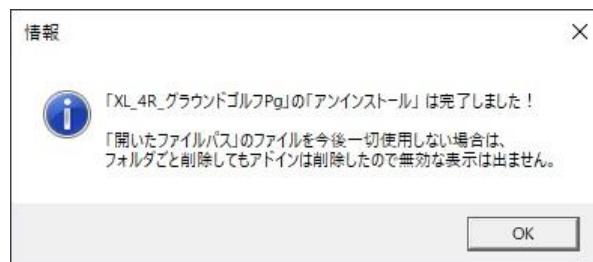 情報
「XL_4R_グラウンドゴルフPg」の「アンインストール」は完了しました！
「開いたファイルパス」のファイルを今後一切使用しない場合は、
フォルダごと削除してもアドインは削除したので無効な表示は出ません。
OK